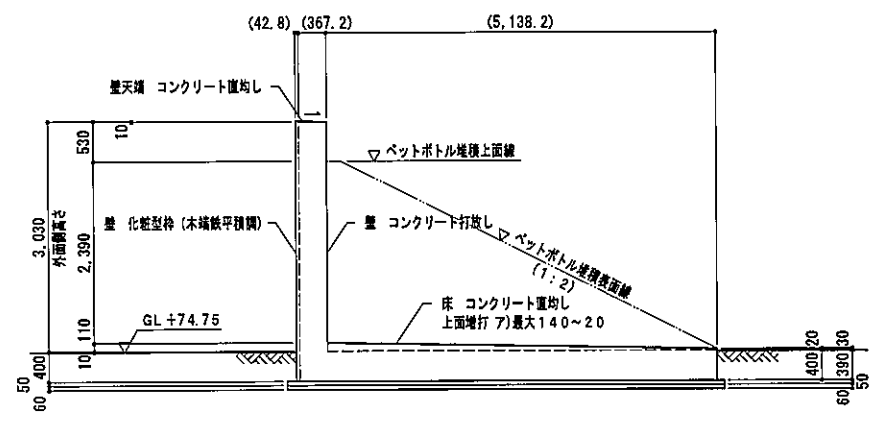 (42.8)
(367.2)
(5,138.2)
壁天端 コンクリート直均し
1
10
530
ペットボトル堆積上面線
3,030
外面側高さ
2,390
壁 化粧型枠(木端鉄平積調)
壁 コンクリート打放し
ペットボトル堆積表面線
(1:2)
床 コンクリート直均し
上面増打 ア)最大140~20
GL+74.75
110
10
400
50
60
20
30
400
390
50
60